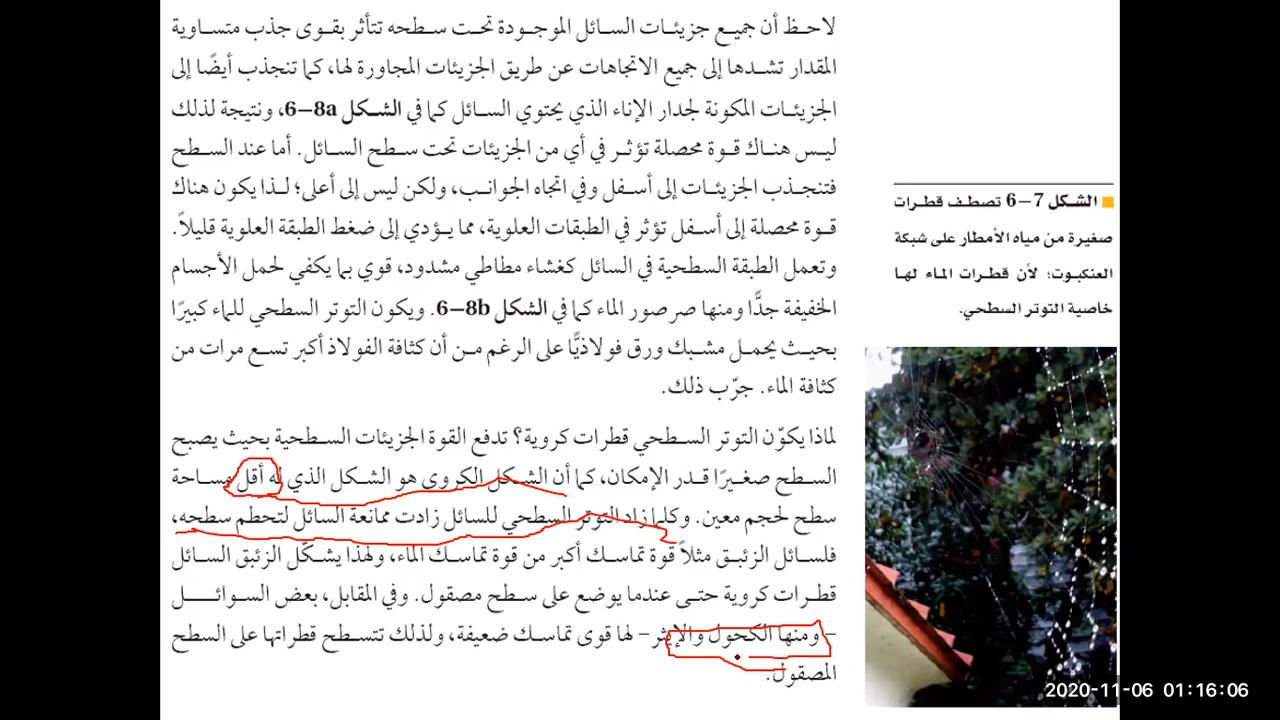 لاحظ أن جميع جزيئات السائل الموجودة تحت سطحه تتأثر بقوى جذب متساوية
المقدار تشدها إلى جميع الاتجاهات عن طريق الجزيئات المجاورة لها، كما تنجذب أيضًا إلى
الجزيئات المكونة لجدار الإناء الذي يحتوي السائل كما في الشكل 6-8a، ونتيجة لذلك
ليس هناك قوة محصلة تؤثر في أي من الجزيئات تحت سطح السائل. أما عند السطح
فتنجذب الجزيئات إلى أسفل وفي اتجاه الجوانب، ولكن ليس إلى أعلى؛ لذا يكون هناك
قوة محصلة إلى أسفل تؤثر في الطبقات العلوية، مما يؤدي إلى ضغط الطبقة العلوية قليلاً.
وتعمل الطبقة السطحية في السائل كغشاء مطاطي مشدود، قوي بما يكفي لحمل الأجسام
الخفيفة جدًّا ومنها صرصور الماء كما في الشكل 6-8b. ويكون التوتر السطحي للماء كبيرًا
بحيث يحمل مشبك ورق فولاذيًّا على الرغم من أن كثافة الفولاذ أكبر تسع مرات من
كثافة الماء. جرّب ذلك.
لماذا يكوّن التوتر السطحي قطرات كروية؟ تدفع القوة الجزيئات السطحية بحيث يصبح
السطح صغيرًا قدر الإمكان، كما أن الشكل الكروي هو الشكل الذي له أقل مساحة
سطح لحجم معين. وكلما زاد التوتر السطحي للسائل زادت ممانعة السائل لتحطم سطحه،
فلسائل الزئبق مثلاً قوة تماسك أكبر من قوة تماسك الماء، ولهذا يشكّل الزئبق السائل
قطرات كروية حتى عندما يوضع على سطح مصقول. وفي المقابل، بعض السوائل
- ومنها الكحول والإيثر - لها قوى تماسك ضعيفة، ولذلك تتسطح قطراتها على السطح
المصقول.
الشكل 7-6 تصطف قطرات
صغيرة من مياه الأمطار على شبكة
العنكبوت؛ لأن قطرات الماء لها
خاصية التوتر السطحي.
2020-11-06 01:16:06